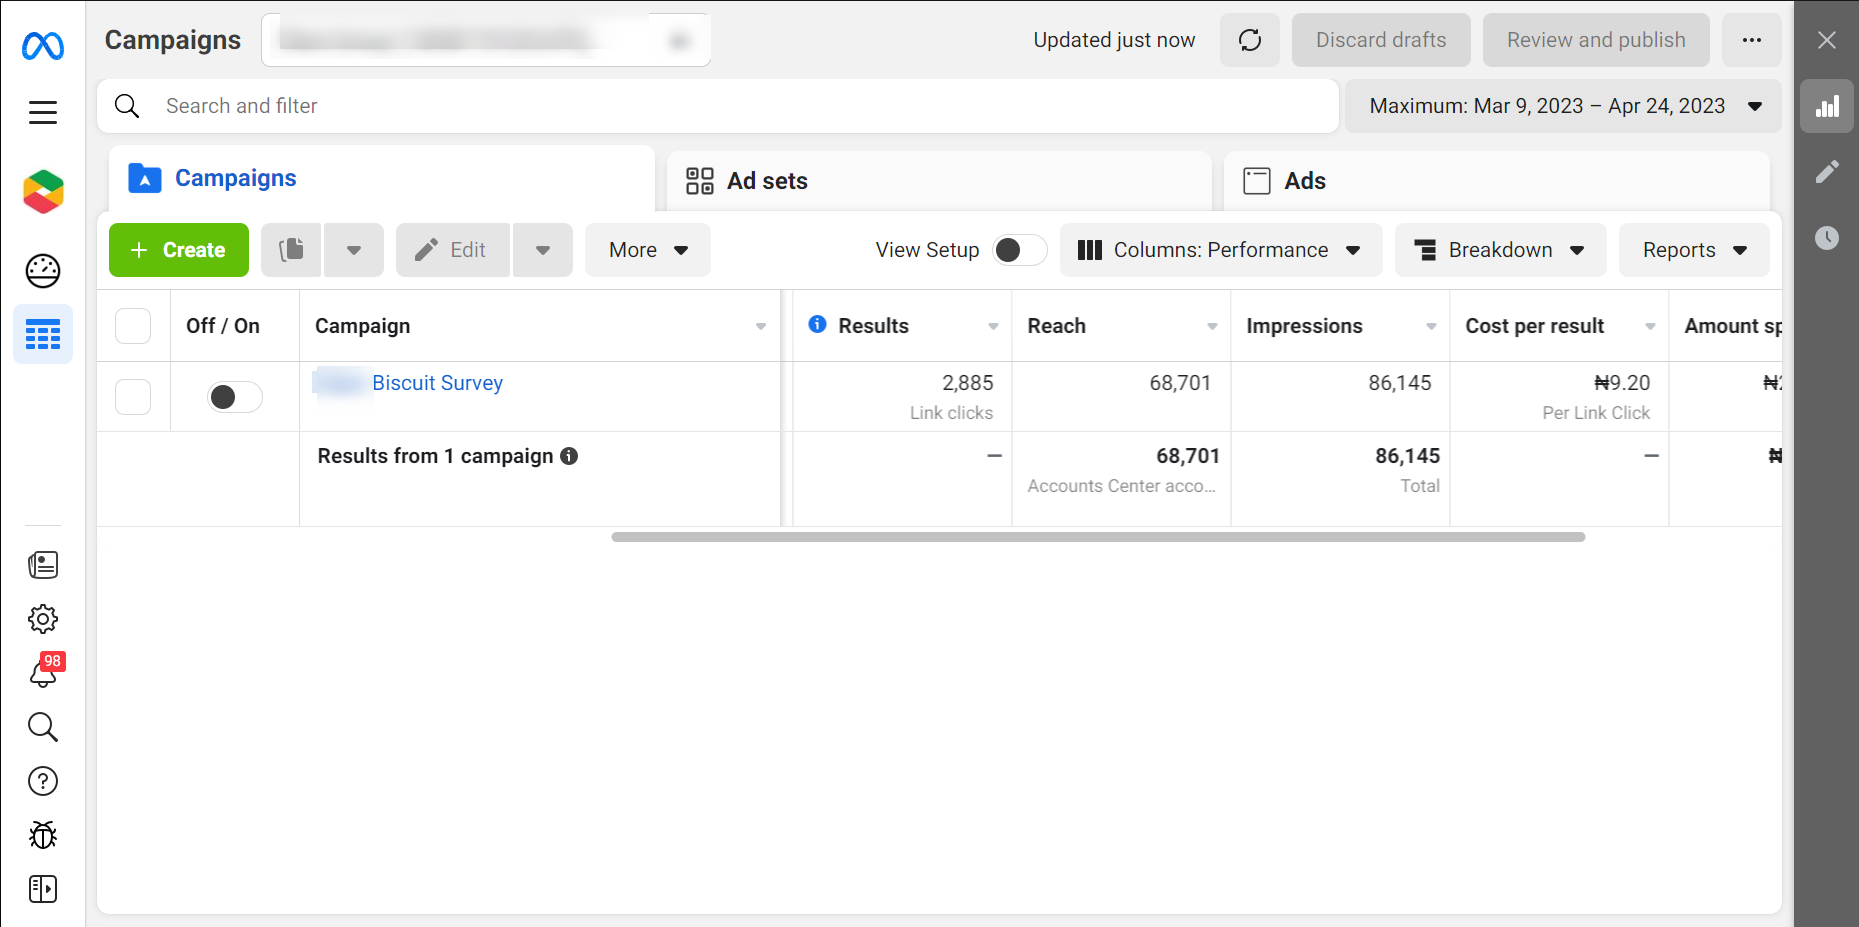 Campaigns
Updated just now
Discard drafts
Review and publish
Search and filter
Maximum: Mar 9, 2023 – Apr 24, 2023
Campaigns
Ad sets
Ads
+ Create
Edit
More
View Setup
Columns: Performance
Breakdown
Reports
Off / On
Campaign
Results
Reach
Impressions
Cost per result
Amount sp
Biscuit Survey
2,885
Link clicks
68,701
86,145
₦9.20
Per Link Click
₦2
Results from 1 campaign
—
68,701
Accounts Center acco...
86,145
Total
—
₦
98